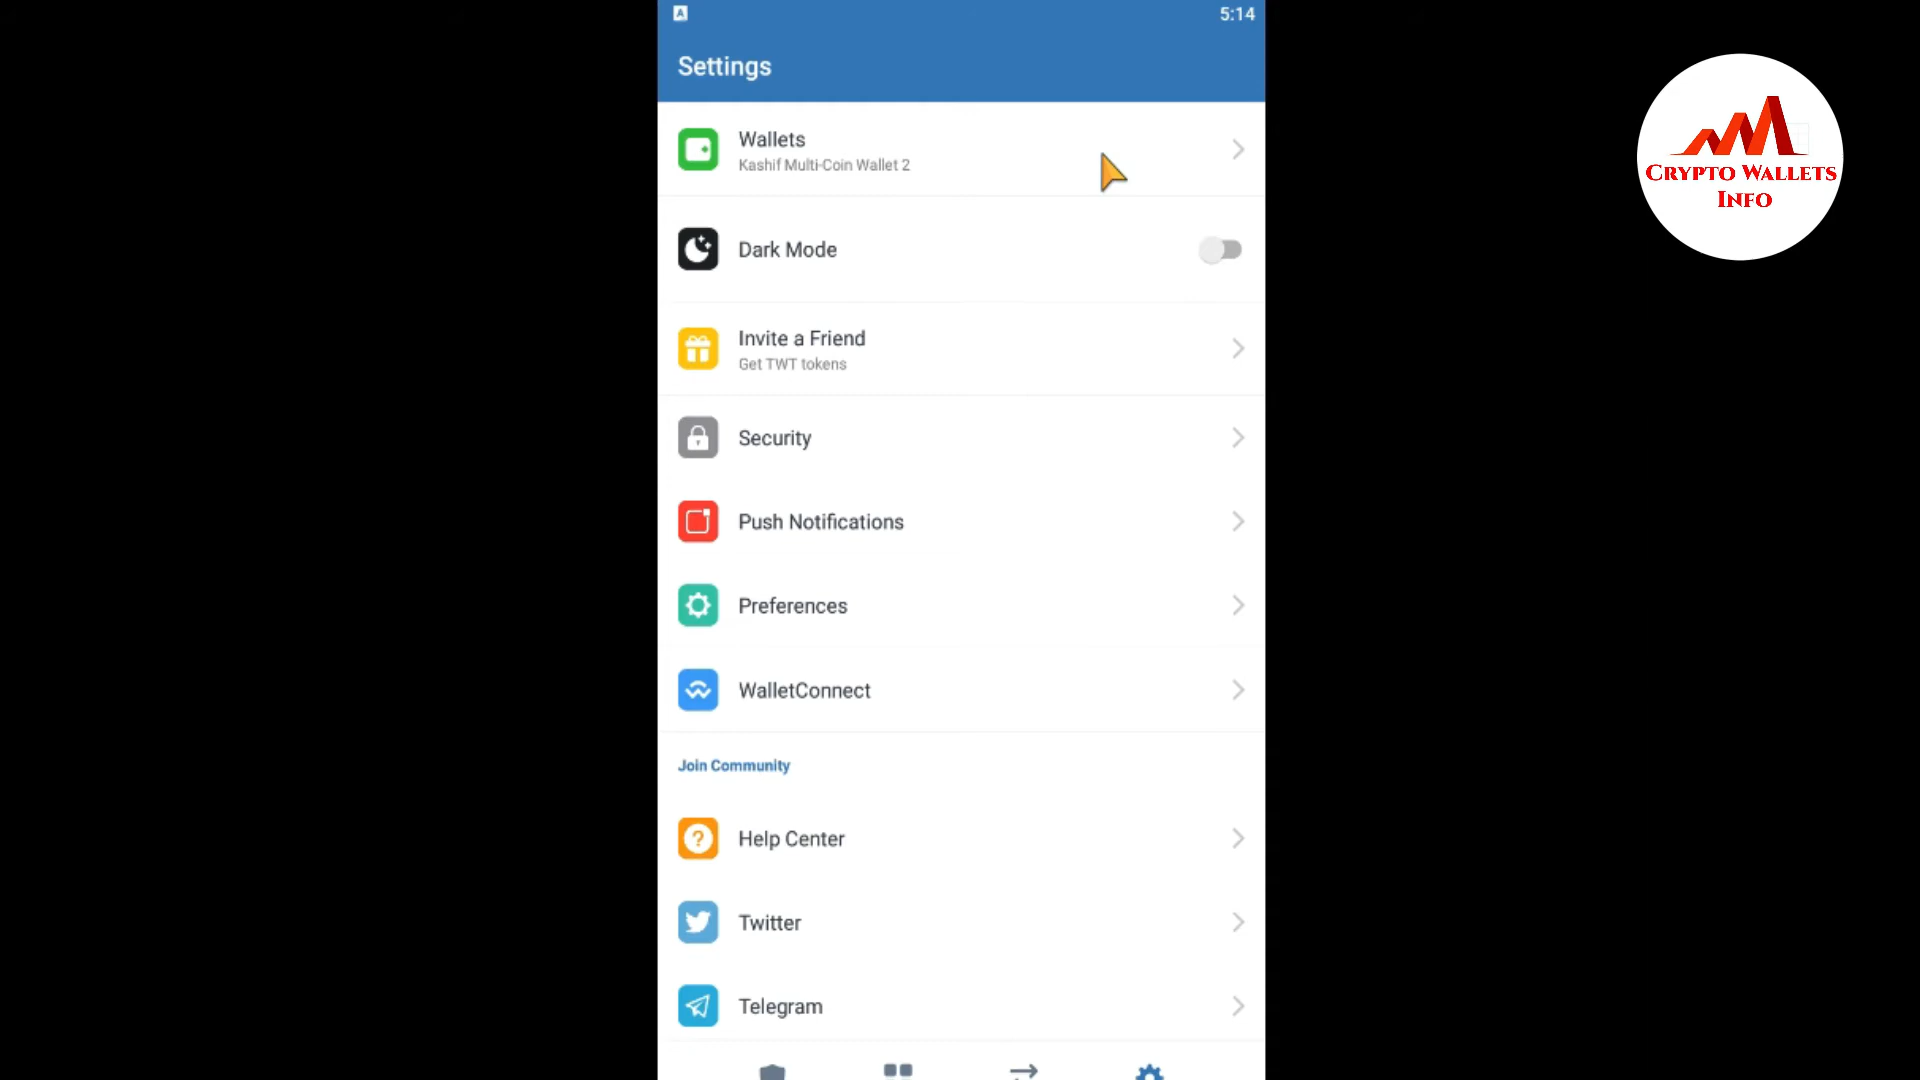 A
5:14
Settings
Wallets
Kashif Multi-Coin Wallet 2
Dark Mode
Invite a Friend
Get TWT tokens
Security
Push Notifications
Preferences
WalletConnect
Join Community
Help Center
Twitter
Telegram
Crypto Wallets
Info